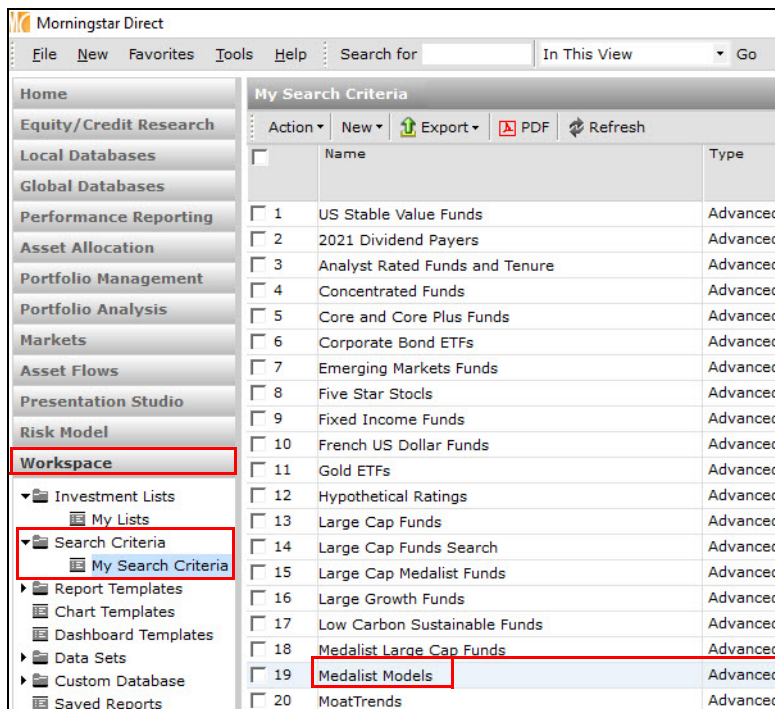 Morningstar Direct
File New Favorites Tools Help Search for In This View Go
Home
Equity/Credit Research
Local Databases
Global Databases
Performance Reporting
Asset Allocation
Portfolio Management
Portfolio Analysis
Markets
Asset Flows
Presentation Studio
Risk Model
Workspace
Investment Lists
My Lists
Search Criteria
My Search Criteria
Report Templates
Chart Templates
Dashboard Templates
Data Sets
Custom Database
Saved Reports
My Search Criteria
Action New Export PDF Refresh
Name Type
1 US Stable Value Funds Advanced
2 2021 Dividend Payers Advanced
3 Analyst Rated Funds and Tenure Advanced
4 Concentrated Funds Advanced
5 Core and Core Plus Funds Advanced
6 Corporate Bond ETFs Advanced
7 Emerging Markets Funds Advanced
8 Five Star Stocls Advanced
9 Fixed Income Funds Advanced
10 French US Dollar Funds Advanced
11 Gold ETFs Advanced
12 Hypothetical Ratings Advanced
13 Large Cap Funds Advanced
14 Large Cap Funds Search Advanced
15 Large Cap Medalist Funds Advanced
16 Large Growth Funds Advanced
17 Low Carbon Sustainable Funds Advanced
18 Medalist Large Cap Funds Advanced
19 Medalist Models Advanced
20 MoatTrends Advanced